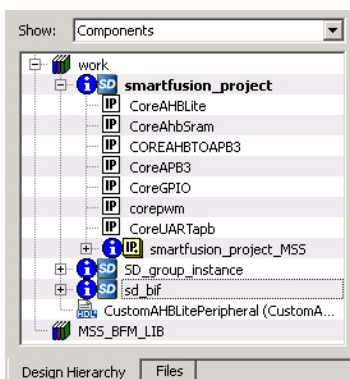 Show: Components
work
SD smartfusion_project
IP CoreAHBLite
IP CoreAhbSram
IP COREAHBTOAPB3
IP CoreAPB3
IP CoreGPIO
IP corepwm
IP CoreUARTapb
IP smartfusion_project_MSS
SD SD_group_instance
SD sd_bif
HDL CustomAHBLitePeripheral (CustomA...
MSS_BFM_LIB
Design Hierarchy Files